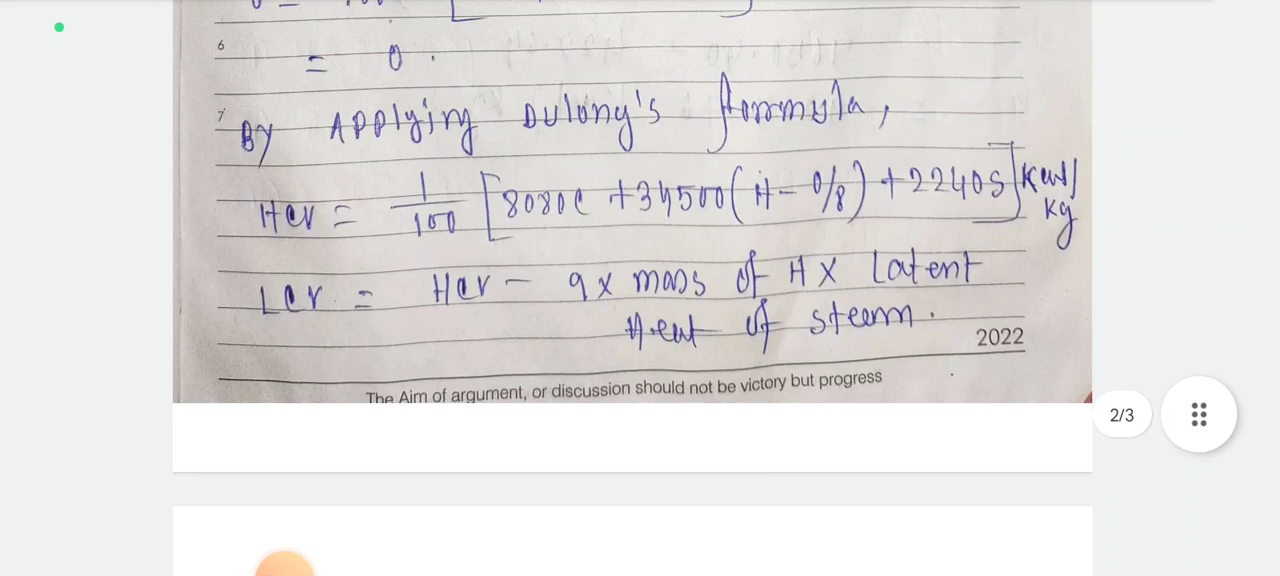 6
= 0.
7
By Applying Dulong's formula,
Hcv = 1/100 [8080C + 34500(H - O/8) + 2240S] Kcal/kg
Lcv = Hcv - 9 x mass of H x Latent
Heat of steam.
2022
The Aim of argument, or discussion should not be victory but progress
2/3